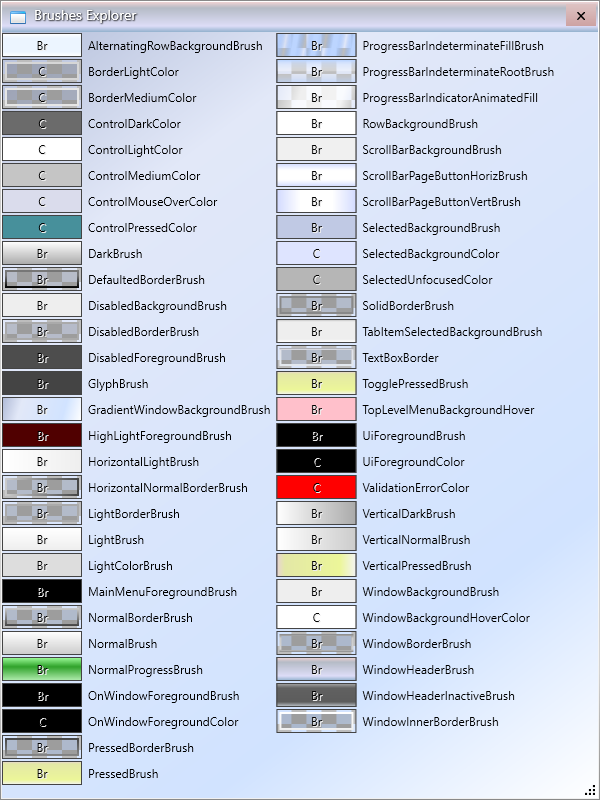 Brushes Explorer
Br AlternatingRowBackgroundBrush
C BorderLightColor
C BorderMediumColor
C ControlDarkColor
C ControlLightColor
C ControlMediumColor
C ControlMouseOverColor
C ControlPressedColor
Br DarkBrush
Br DefaultedBorderBrush
Br DisabledBackgroundBrush
Br DisabledBorderBrush
Br DisabledForegroundBrush
Br GlyphBrush
Br GradientWindowBackgroundBrush
Br HighLightForegroundBrush
Br HorizontalLightBrush
Br HorizontalNormalBorderBrush
Br LightBorderBrush
Br LightBrush
Br LightColorBrush
Br MainMenuForegroundBrush
Br NormalBorderBrush
Br NormalBrush
Br NormalProgressBrush
Br OnWindowForegroundBrush
C OnWindowForegroundColor
Br PressedBorderBrush
Br PressedBrush
Br ProgressBarIndeterminateFillBrush
Br ProgressBarIndeterminateRootBrush
Br ProgressBarIndicatorAnimatedFill
Br RowBackgroundBrush
Br ScrollBarBackgroundBrush
Br ScrollBarPageButtonHorizBrush
Br ScrollBarPageButtonVertBrush
Br SelectedBackgroundBrush
C SelectedBackgroundColor
C SelectedUnfocusedColor
Br SolidBorderBrush
Br TabItemSelectedBackgroundBrush
Br TextBoxBorder
Br TogglePressedBrush
Br TopLevelMenuBackgroundHover
Br UiForegroundBrush
C UiForegroundColor
C ValidationErrorColor
Br VerticalDarkBrush
Br VerticalNormalBrush
Br VerticalPressedBrush
Br WindowBackgroundBrush
C WindowBackgroundHoverColor
Br WindowBorderBrush
Br WindowHeaderBrush
Br WindowHeaderInactiveBrush
Br WindowInnerBorderBrush